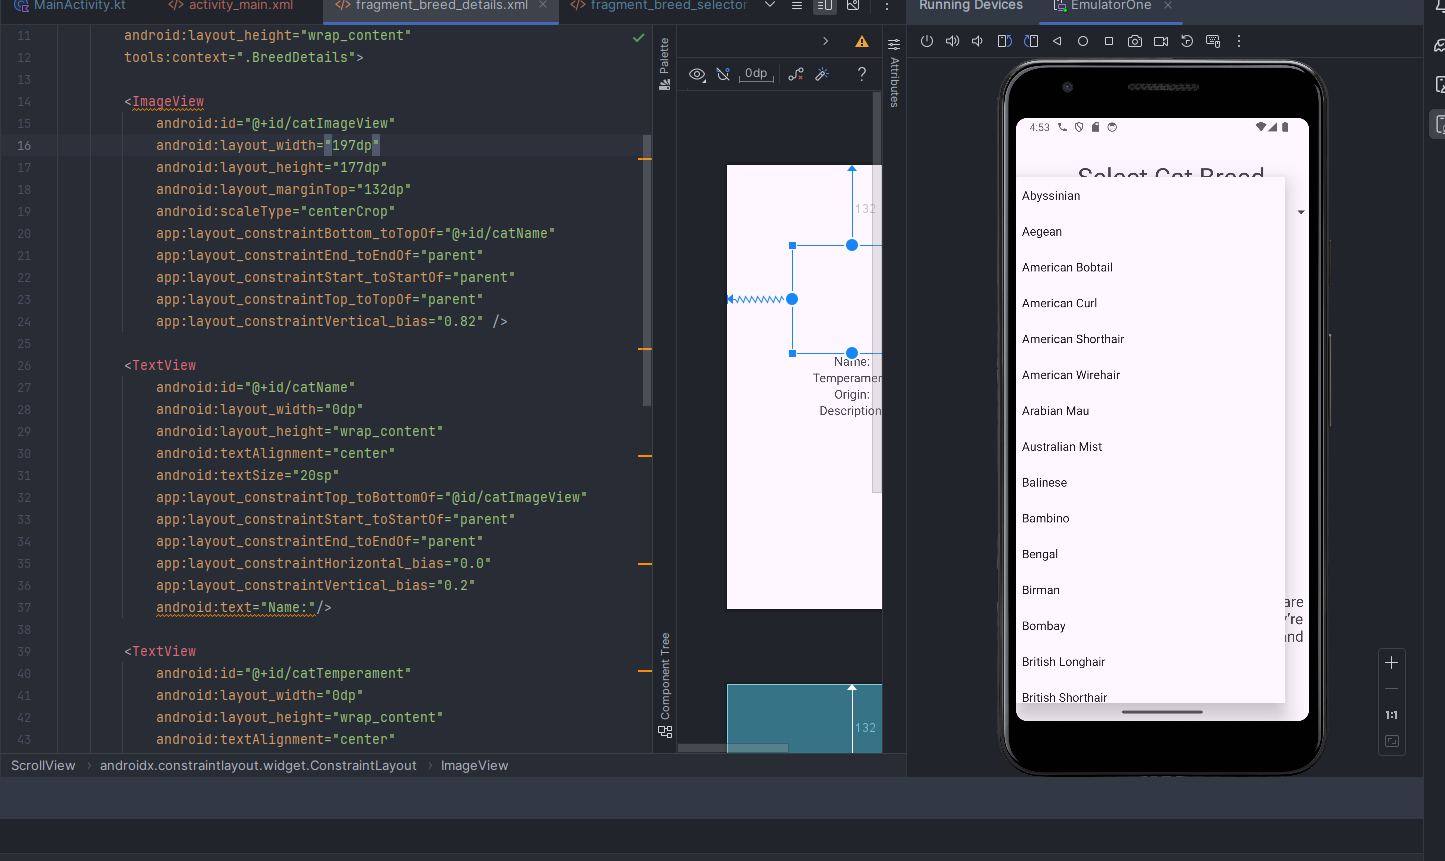 MainActivity.kt
activity_main.xml
fragment_breed_details.xml
fragment_breed_selector
Running Devices
EmulatorOne
11 android:layout_height="wrap_content"
12 tools:context=".BreedDetails">
13
14 <ImageView
15 android:id="@+id/catImageView"
16 android:layout_width="197dp"
17 android:layout_height="177dp"
18 android:layout_marginTop="132dp"
19 android:scaleType="centerCrop"
20 app:layout_constraintBottom_toTopOf="@+id/catName"
21 app:layout_constraintEnd_toEndOf="parent"
22 app:layout_constraintStart_toStartOf="parent"
23 app:layout_constraintTop_toTopOf="parent"
24 app:layout_constraintVertical_bias="0.82" />
25
26 <TextView
27 android:id="@+id/catName"
28 android:layout_width="0dp"
29 android:layout_height="wrap_content"
30 android:textAlignment="center"
31 android:textSize="20sp"
32 app:layout_constraintTop_toBottomOf="@id/catImageView"
33 app:layout_constraintStart_toStartOf="parent"
34 app:layout_constraintEnd_toEndOf="parent"
35 app:layout_constraintHorizontal_bias="0.0"
36 app:layout_constraintVertical_bias="0.2"
37 android:text="Name:"/>
38
39 <TextView
40 android:id="@+id/catTemperament"
41 android:layout_width="0dp"
42 android:layout_height="wrap_content"
43 android:textAlignment="center"
ScrollView › androidx.constraintlayout.widget.ConstraintLayout › ImageView
Palette
Component Tree
0dp
?
Attributes
132
Name:
Temperamen
Origin:
Description
132
4:53
Select Cat Breed
Abyssinian
Aegean
American Bobtail
American Curl
American Shorthair
American Wirehair
Arabian Mau
Australian Mist
Balinese
Bambino
Bengal
Birman
Bombay
British Longhair
British Shorthair
are
y're
and
1:1